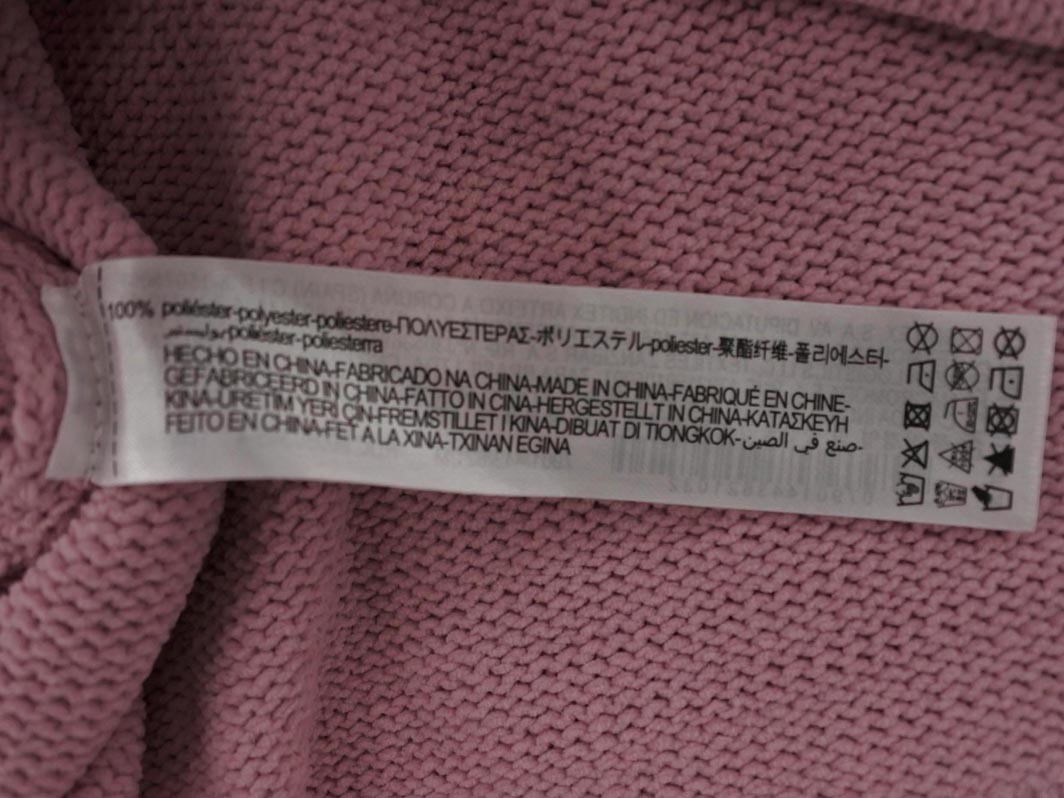 100% poliéster-polyester-poliestere-ΠΟΛΥΕΣΤΕΡΑΣ-ポリエステル-poliester-聚酯纤维-폴리에스터-
بوليستر-poliéster-poliesterra
HECHO EN CHINA-FABRICADO NA CHINA-MADE IN CHINA-FABRIQUÉ EN CHINE-
GEFABRICEERD IN CHINA-FATTO IN CINA-HERGESTELLT IN CHINA-ΚΑΤΑΣΚΕΥΗ
KINA-URETIM YERI ÇIN-FREMSTILLET I KINA-DIBUAT DI TIONGKOK-صنع في الصين-
FEITO EN CHINA-FET A LA XINA-TXINAN EGINA